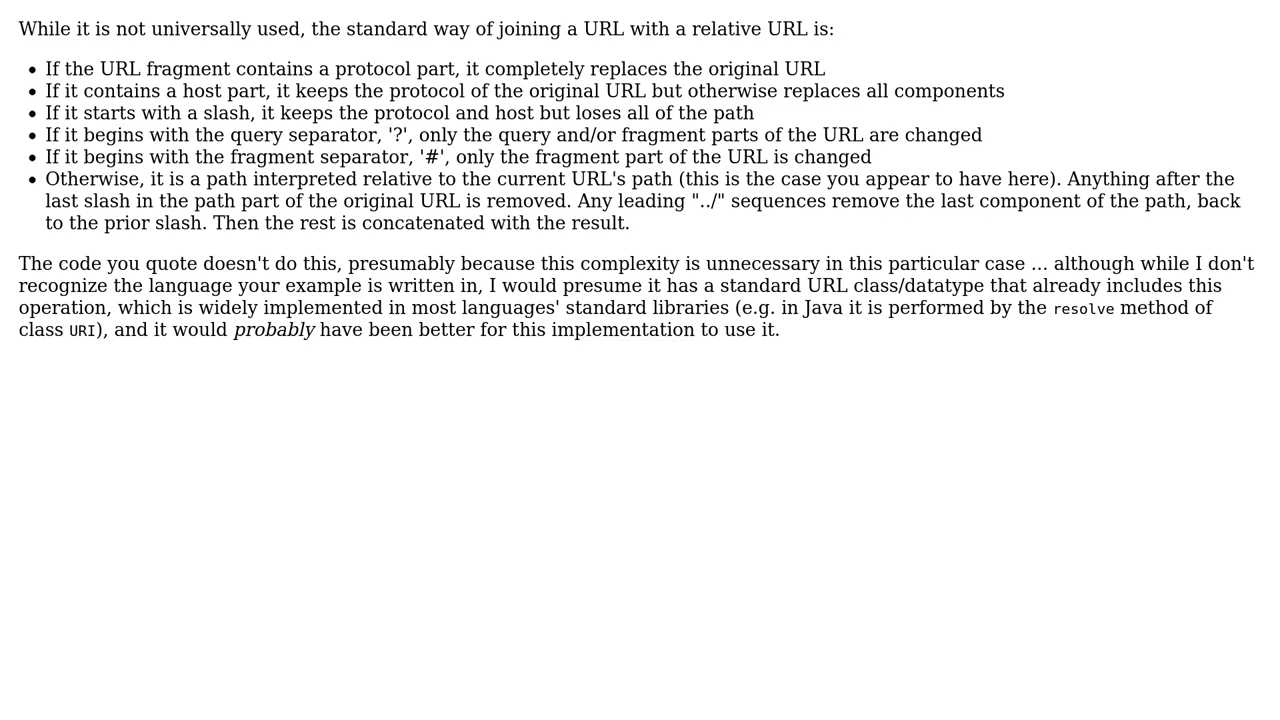 While it is not universally used, the standard way of joining a URL with a relative URL is:
• If the URL fragment contains a protocol part, it completely replaces the original URL
• If it contains a host part, it keeps the protocol of the original URL but otherwise replaces all components
• If it starts with a slash, it keeps the protocol and host but loses all of the path
• If it begins with the query separator, '?', only the query and/or fragment parts of the URL are changed
• If it begins with the fragment separator, '#', only the fragment part of the URL is changed
• Otherwise, it is a path interpreted relative to the current URL's path (this is the case you appear to have here). Anything after the
last slash in the path part of the original URL is removed. Any leading "../" sequences remove the last component of the path, back
to the prior slash. Then the rest is concatenated with the result.
The code you quote doesn't do this, presumably because this complexity is unnecessary in this particular case ... although while I don't
recognize the language your example is written in, I would presume it has a standard URL class/datatype that already includes this
operation, which is widely implemented in most languages' standard libraries (e.g. in Java it is performed by the resolve method of
class URI), and it would probably have been better for this implementation to use it.